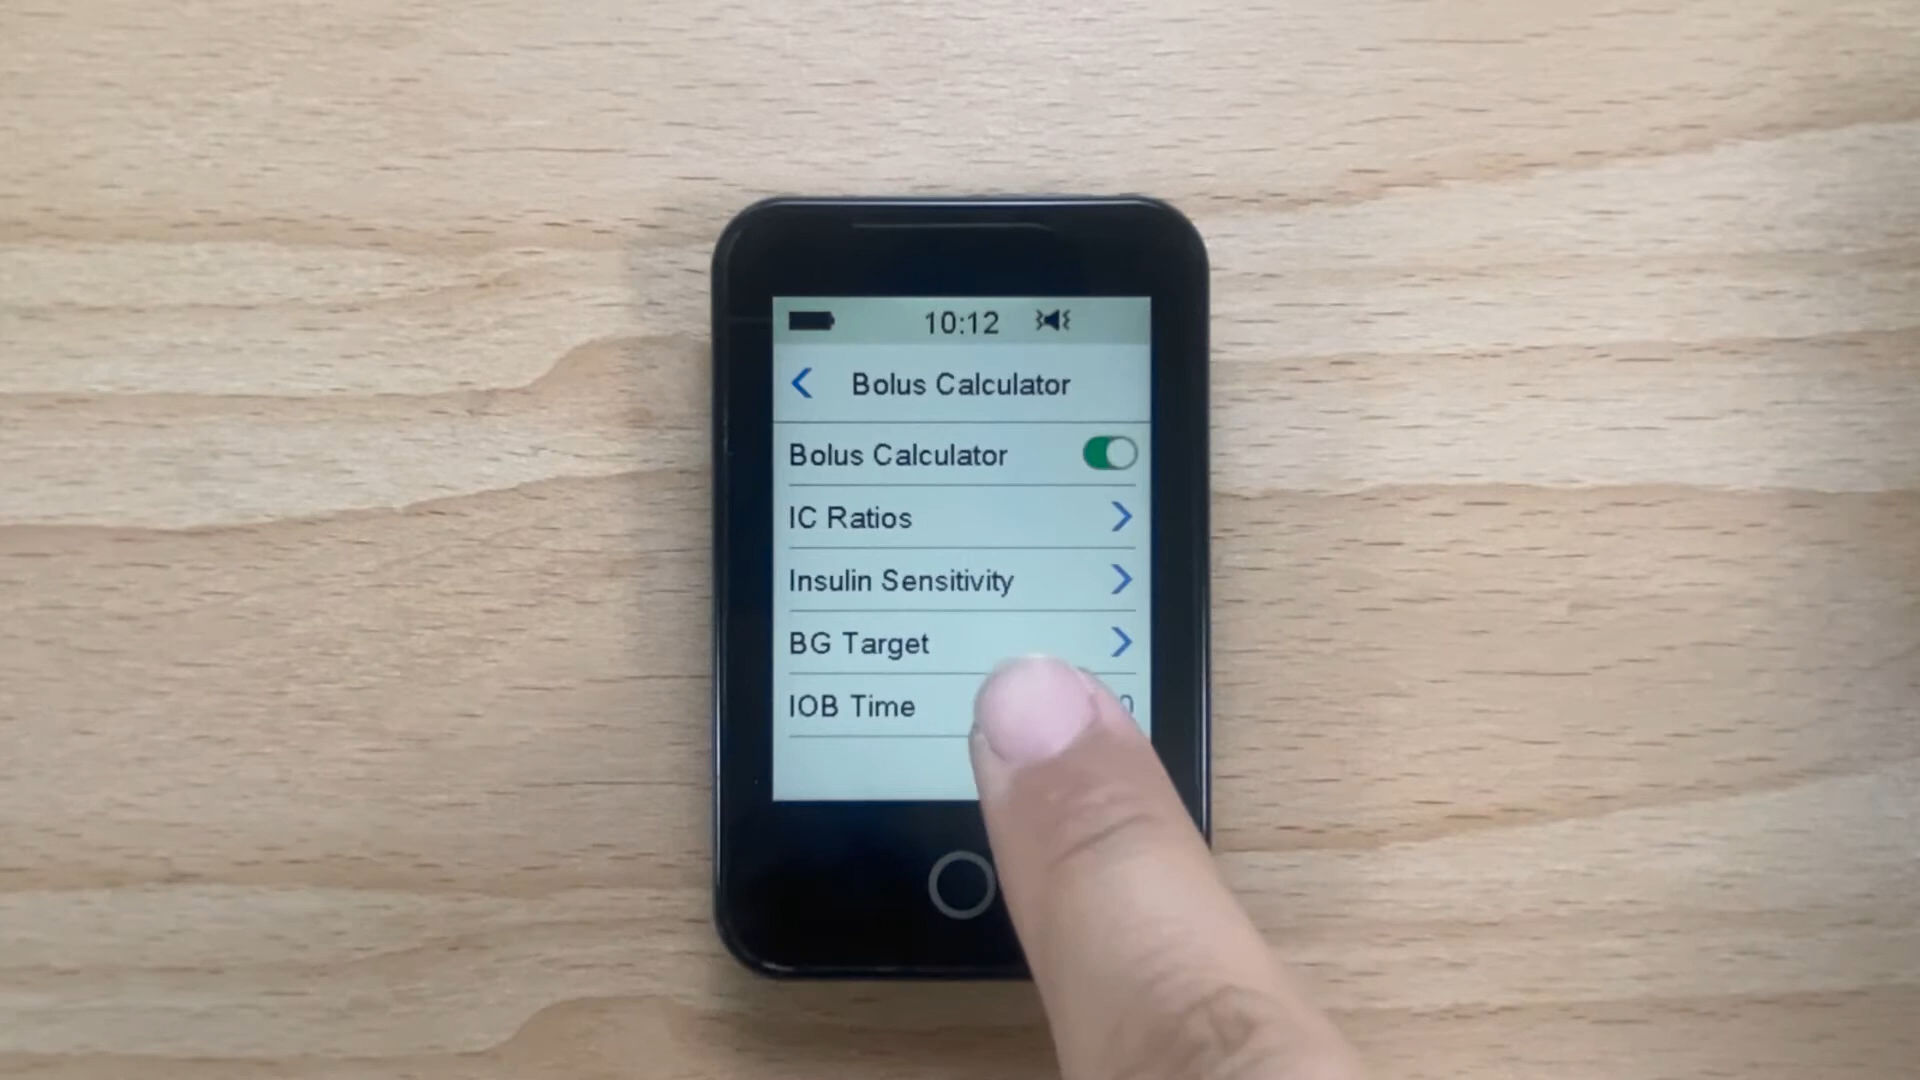 10:12
Bolus Calculator
Bolus Calculator
IC Ratios
Insulin Sensitivity
BG Target
IOB Time